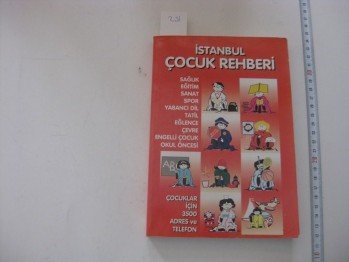 İSTANBUL
ÇOCUK REHBERİ
SAĞLIK
EĞİTİM
SANAT
SPOR
YABANCI DİL
TATİL
EĞLENCE
ÇEVRE
ENGELLİ ÇOCUK
OKUL ÖNCESİ
ÇOCUKLAR
İÇİN
3500
ADRES ve
TELEFON